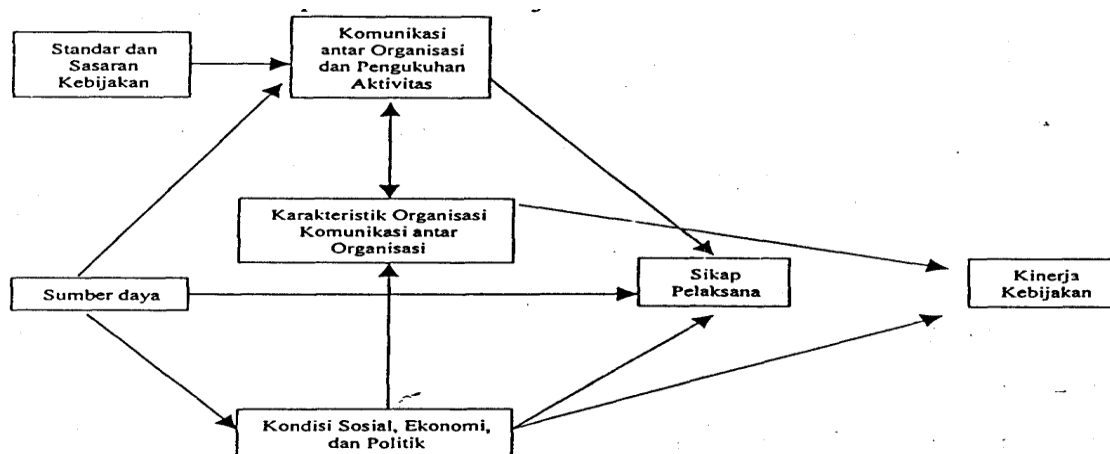 Komunikasi
antar Organisasi
dan Pengukuhan
Aktivitas
Standar dan
Sasaran
Kebijakan
Karakteristik Organisasi
Komunikasi antar
Organisasi
Sumber daya
Sikap
Pelaksana
Kinerja
Kebijakan
Kondisi Sosial, Ekonomi,
dan Politik